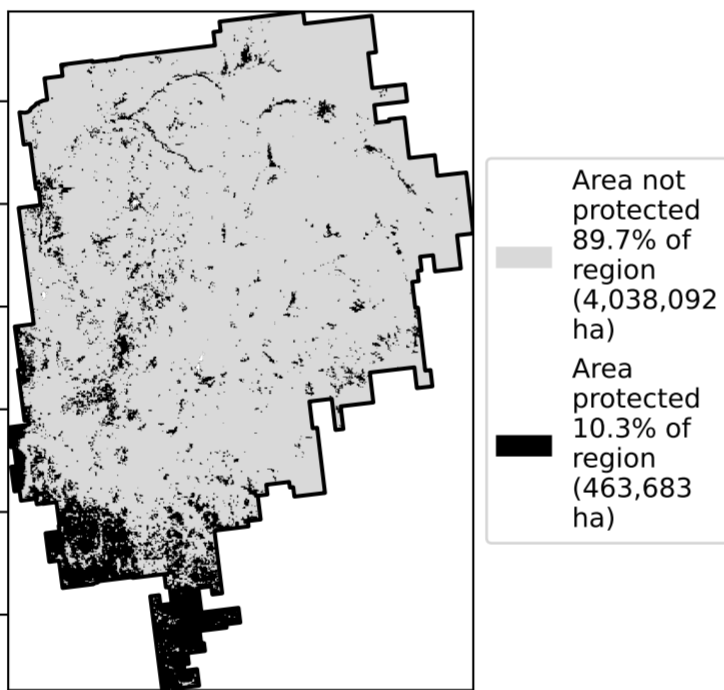 Area not
protected
89.7% of
region
(4,038,092
ha)
Area
protected
10.3% of
region
(463,683
ha)